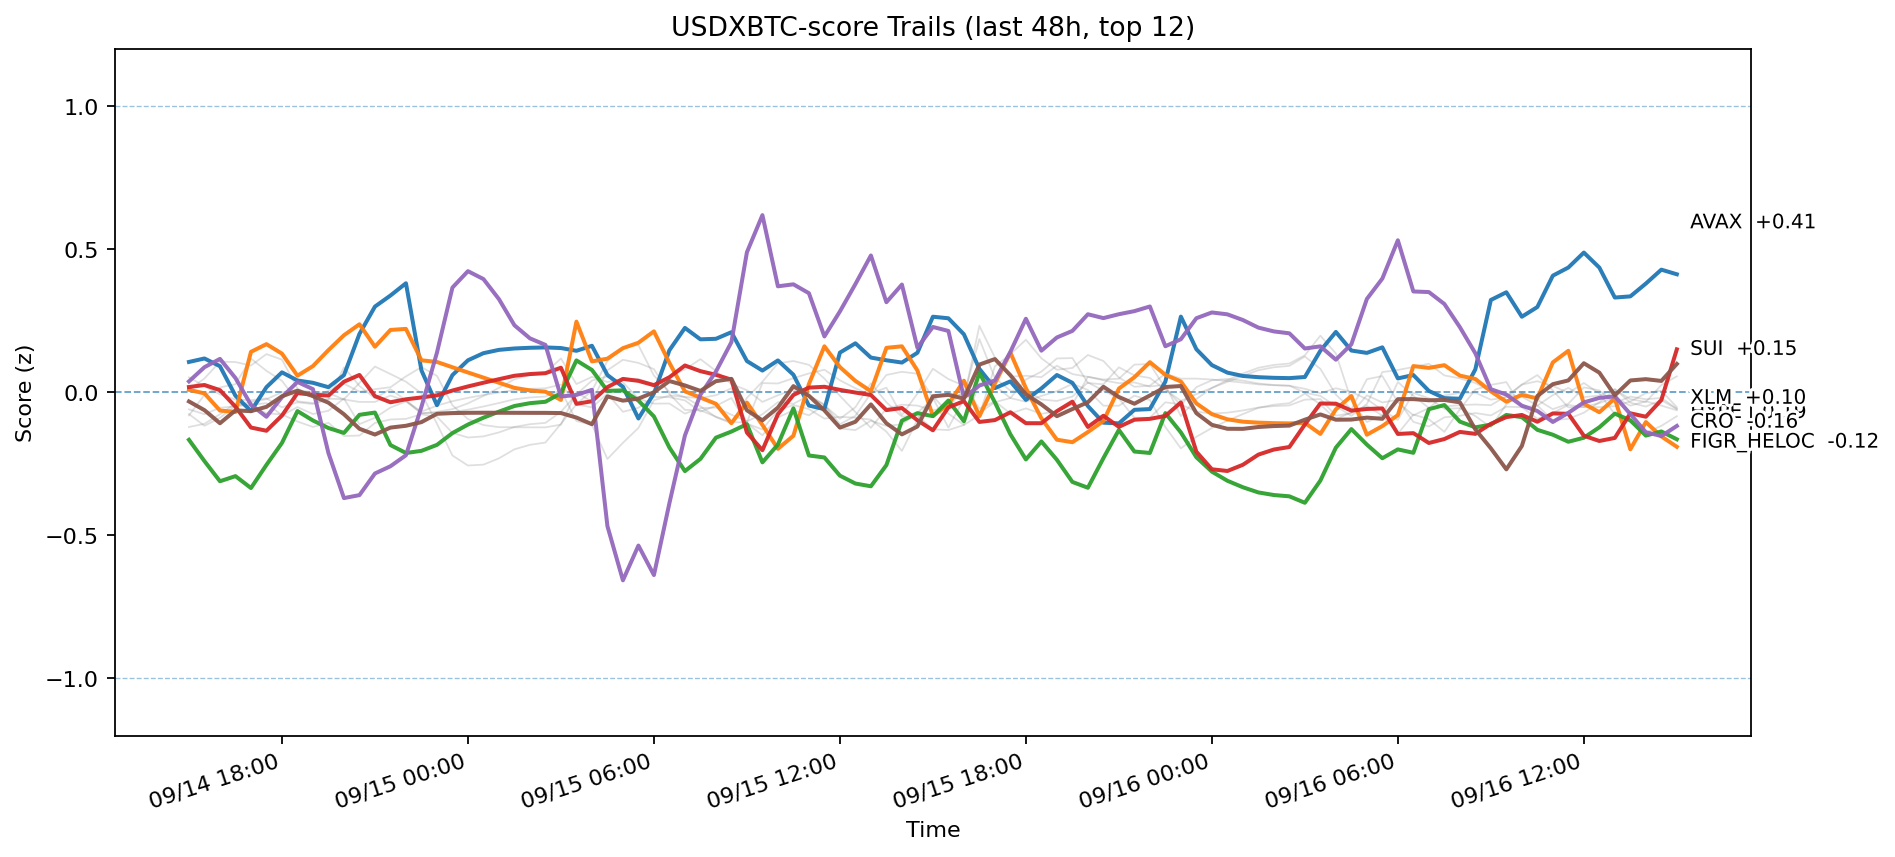 USDXBTC-score Trails (last 48h, top 12)
Score (z)
1.0
0.5
0.0
−0.5
−1.0
AVAX +0.41
SUI +0.15
XLM +0.10
CRO -0.16
FIGR_HELOC -0.12
09/14 18:00
09/15 00:00
09/15 06:00
09/15 12:00
09/15 18:00
09/16 00:00
09/16 06:00
09/16 12:00
Time